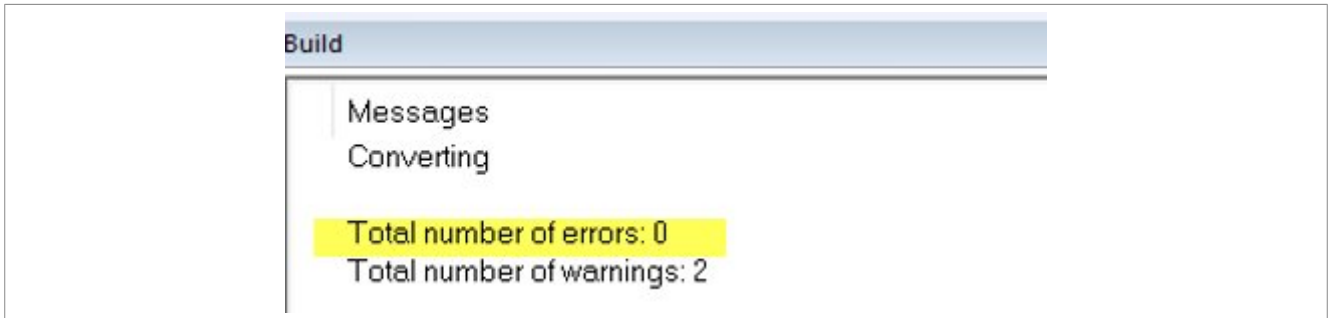 Build
Messages
Converting
Total number of errors: 0
Total number of warnings: 2